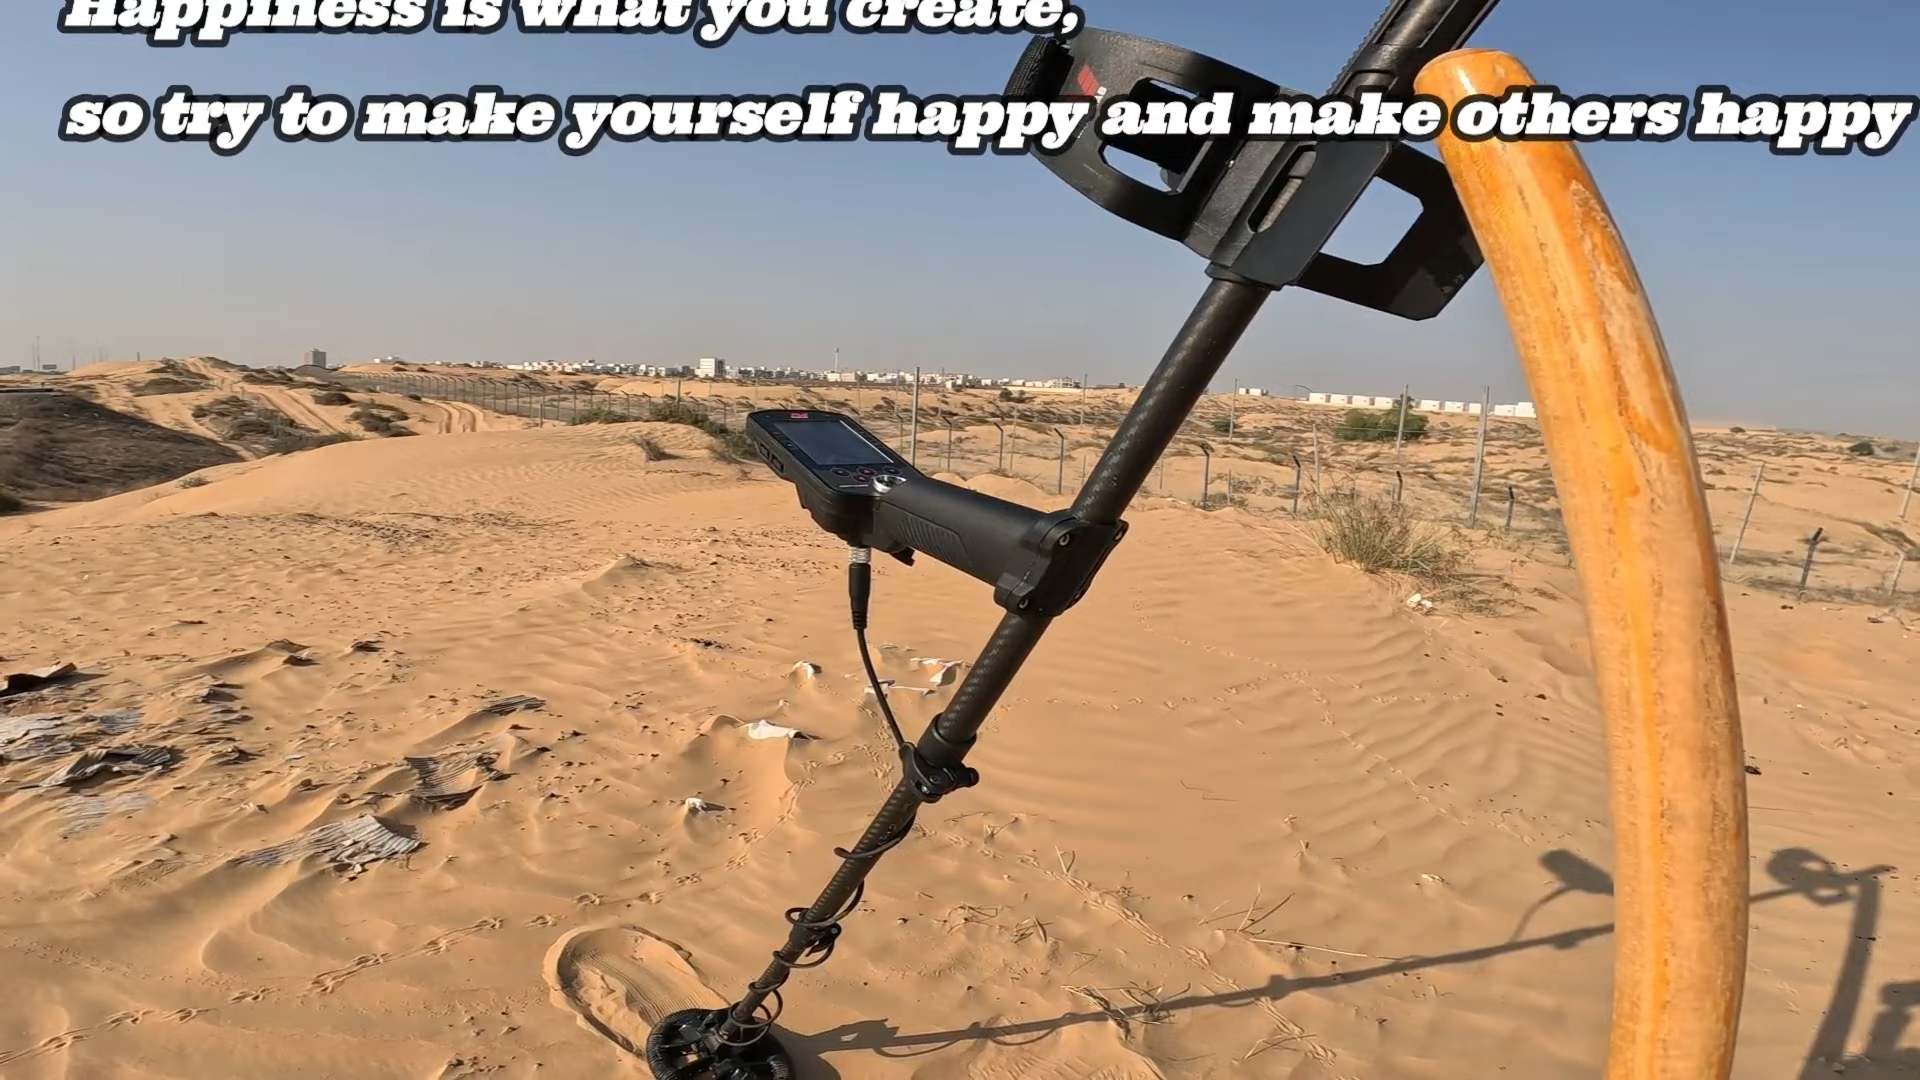 Happiness is what you create,
so try to make yourself happy and make others happy